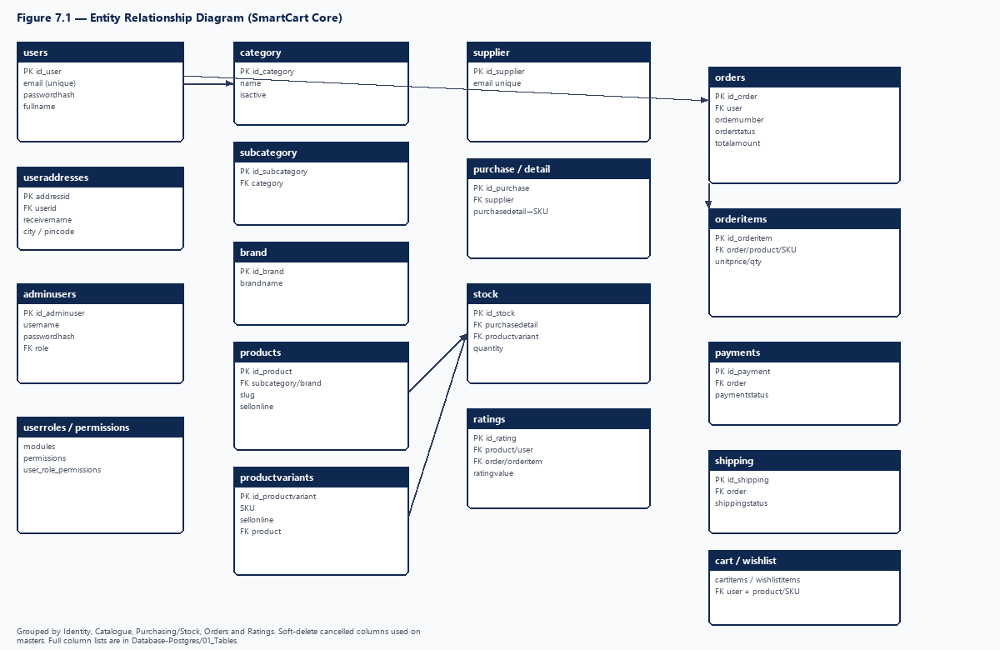 Figure 7.1 — Entity Relationship Diagram (SmartCart Core)
users
PK id_user
email (unique)
passwordhash
fullname
useraddresses
PK addressid
FK userid
receivername
city / pincode
adminusers
PK id_adminuser
username
passwordhash
FK role
userroles / permissions
modules
permissions
user_role_permissions
category
PK id_category
name
isactive
subcategory
PK id_subcategory
FK category
brand
PK id_brand
brandname
products
PK id_product
FK subcategory/brand
slug
sellonline
productvariants
PK id_productvariant
SKU
sellonline
FK product
supplier
PK id_supplier
email unique
purchase / detail
PK id_purchase
FK supplier
purchasedetail→SKU
stock
PK id_stock
FK purchasedetail
FK productvariant
quantity
ratings
PK id_rating
FK product/user
FK order/orderitem
ratingvalue
orders
PK id_order
FK user
ordernumber
orderstatus
totalamount
orderitems
PK id_orderitem
FK order/product/SKU
unitprice/qty
payments
PK id_payment
FK order
paymentstatus
shipping
PK id_shipping
FK order
shippingstatus
cart / wishlist
cartitems / wishlistitems
FK user + product/SKU
Grouped by Identity, Catalogue, Purchasing/Stock, Orders and Ratings. Soft-delete cancelled columns used on
masters. Full column lists are in Database-Postgres/01_Tables.